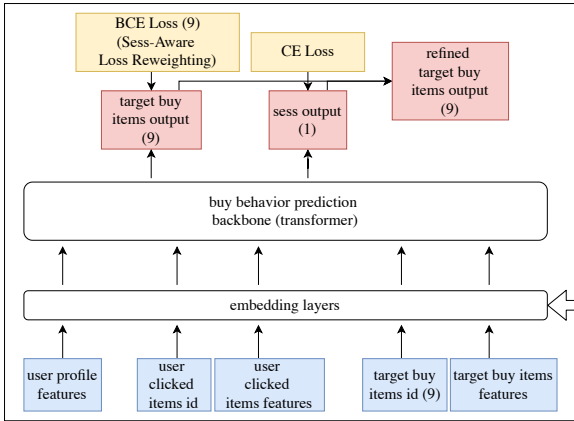 BCE Loss (9)
(Sess-Aware
Loss Reweighting)
CE Loss
refined
target buy
items output
(9)
target buy
items output
(9)
sess output
(1)
buy behavior prediction
backbone (transformer)
embedding layers
user profile
features
user
clicked
items id
user
clicked
items features
target buy
items id (9)
target buy items
features